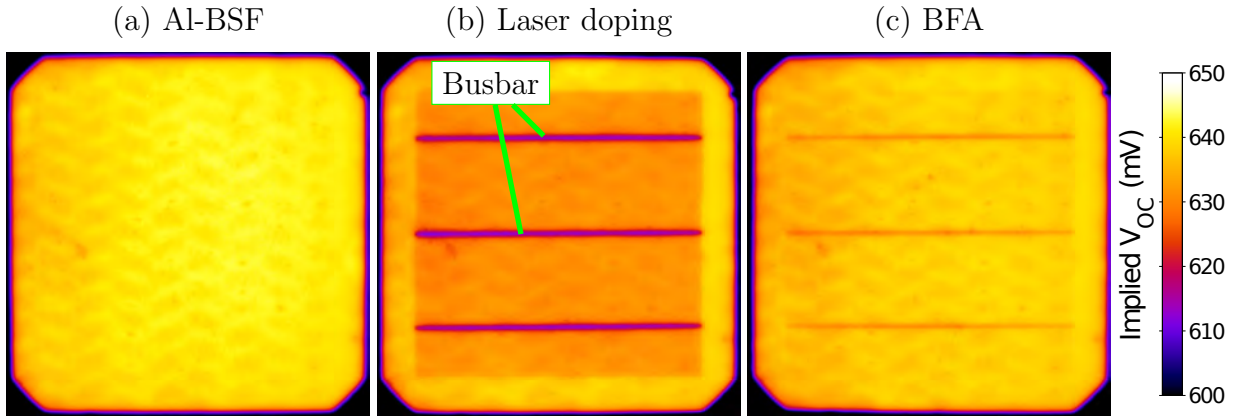 (a) Al-BSF
(b) Laser doping
(c) BFA
Busbar
650
640
630
620
610
600
Implied V_OC (mV)